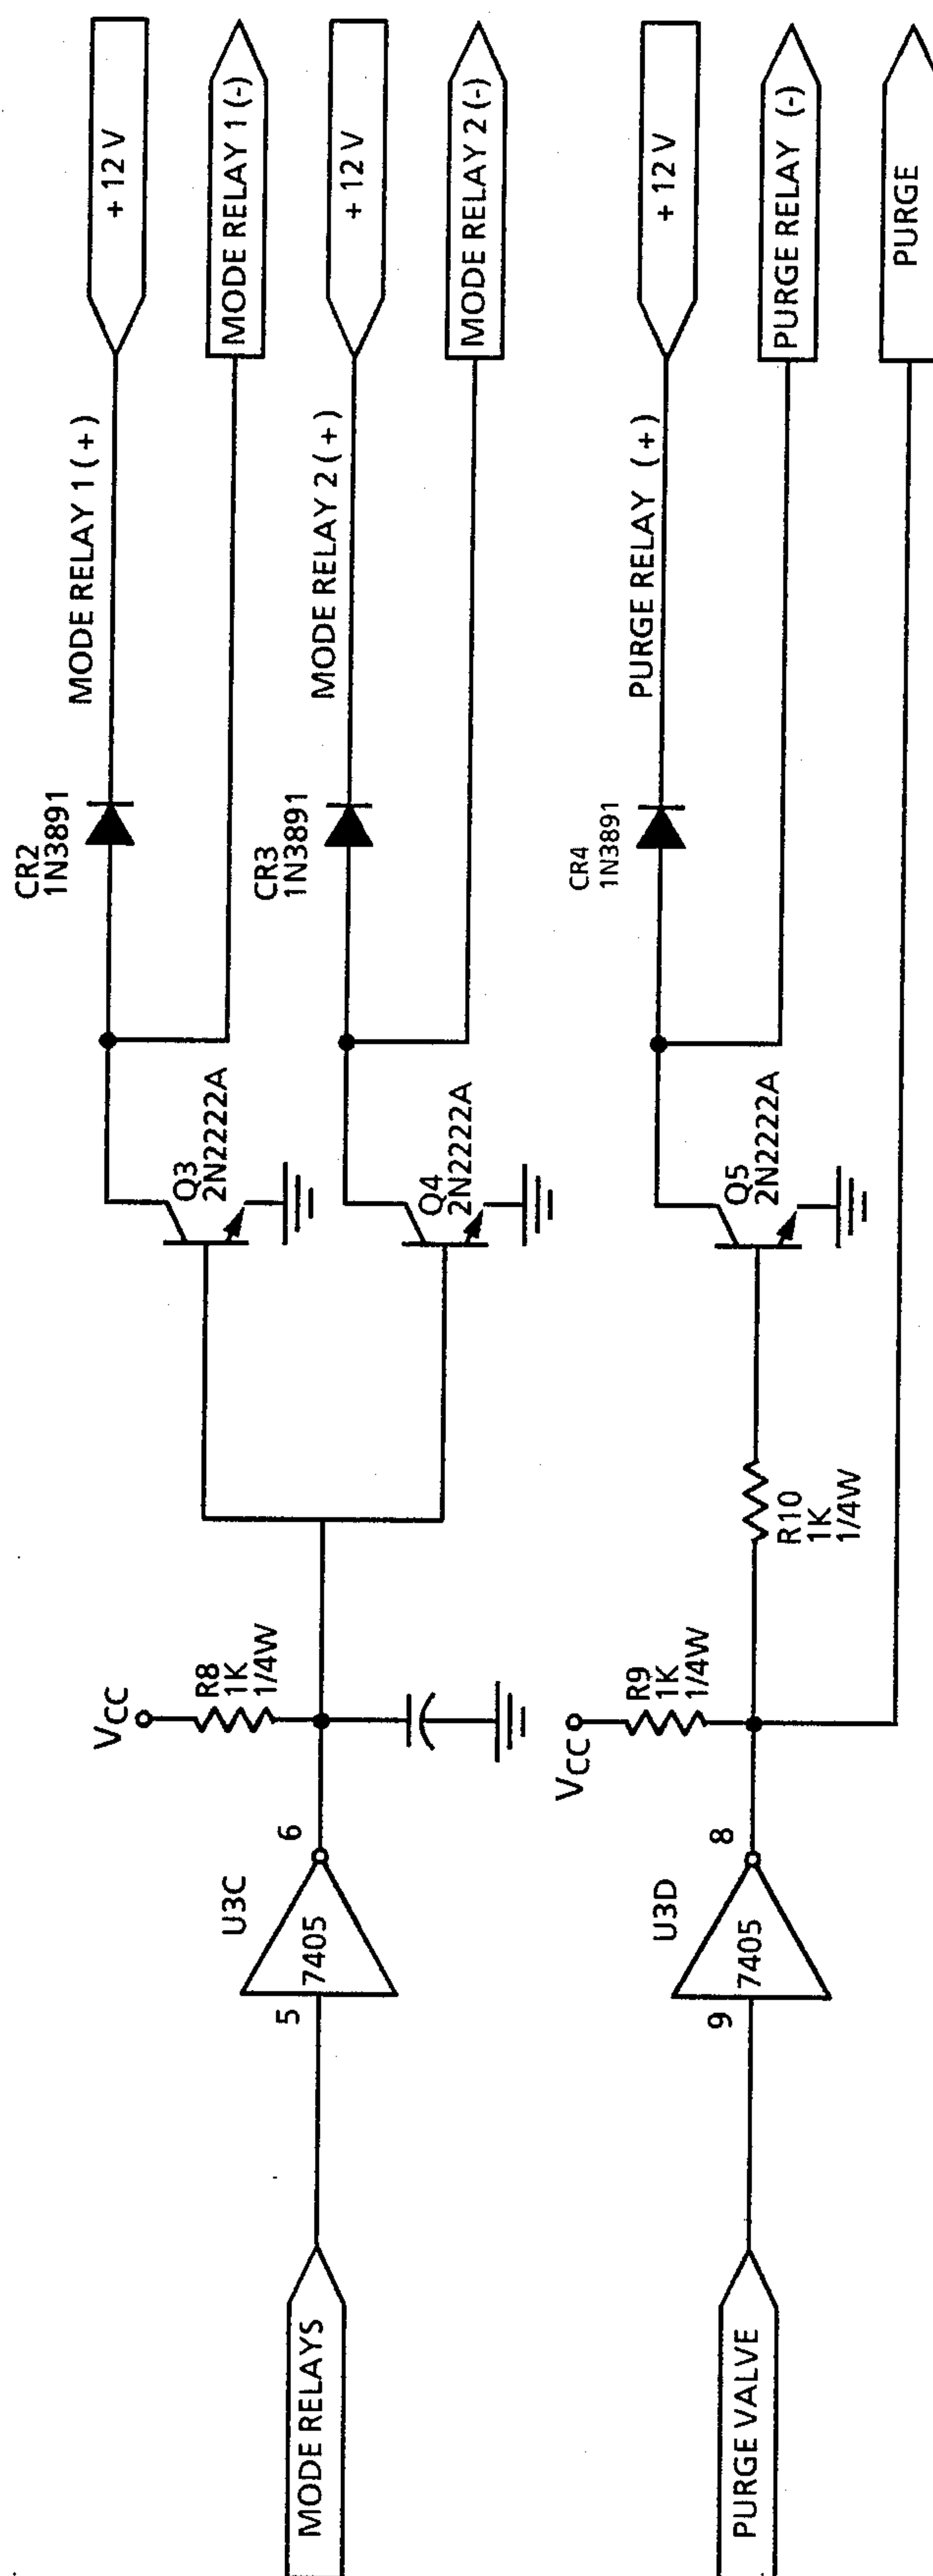 MODE RELAYS
5
7405
U3C
6
VCC
R8
1K
1/4W
Q3
2N2222A
CR2
1N3891
MODE RELAY 1 (+)
+ 12 V
MODE RELAY 1 (-)
Q4
2N2222A
CR3
1N3891
MODE RELAY 2 (+)
+ 12 V
MODE RELAY 2 (-)
PURGE VALVE
9
7405
U3D
8
VCC
R9
1K
1/4W
R10
1K
1/4W
Q5
2N2222A
CR4
1N3891
PURGE RELAY (+)
+ 12 V
PURGE RELAY (-)
PURGE